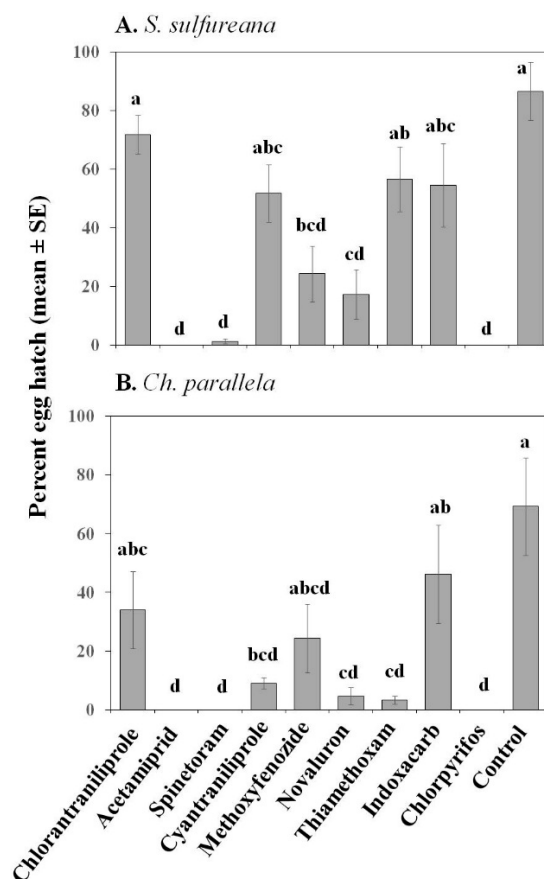 A. S. sulfureana
Percent egg hatch (mean ± SE)
100
80
60
40
20
0
a
d
d
abc
bcd
cd
ab
abc
d
a
B. Ch. parallela
100
80
60
40
20
0
abc
d
d
bcd
abcd
cd
cd
ab
d
a
Chlorantraniliprole
Acetamiprid
Spinetoram
Cyantraniliprole
Methoxyfenozide
Novaluron
Thiamethoxam
Indoxacarb
Chlorpyrifos
Control